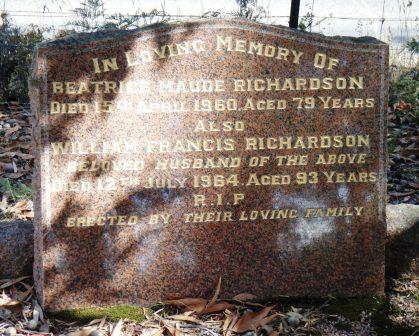 In Loving Memory Of
Beatrice Maude Richardson
Died 15th April 1960, Aged 79 Years
Also
William Francis Richardson
Beloved Husband of the Above
Died 12th July 1964, Aged 93 Years
R.I.P
Erected by Their Loving Family